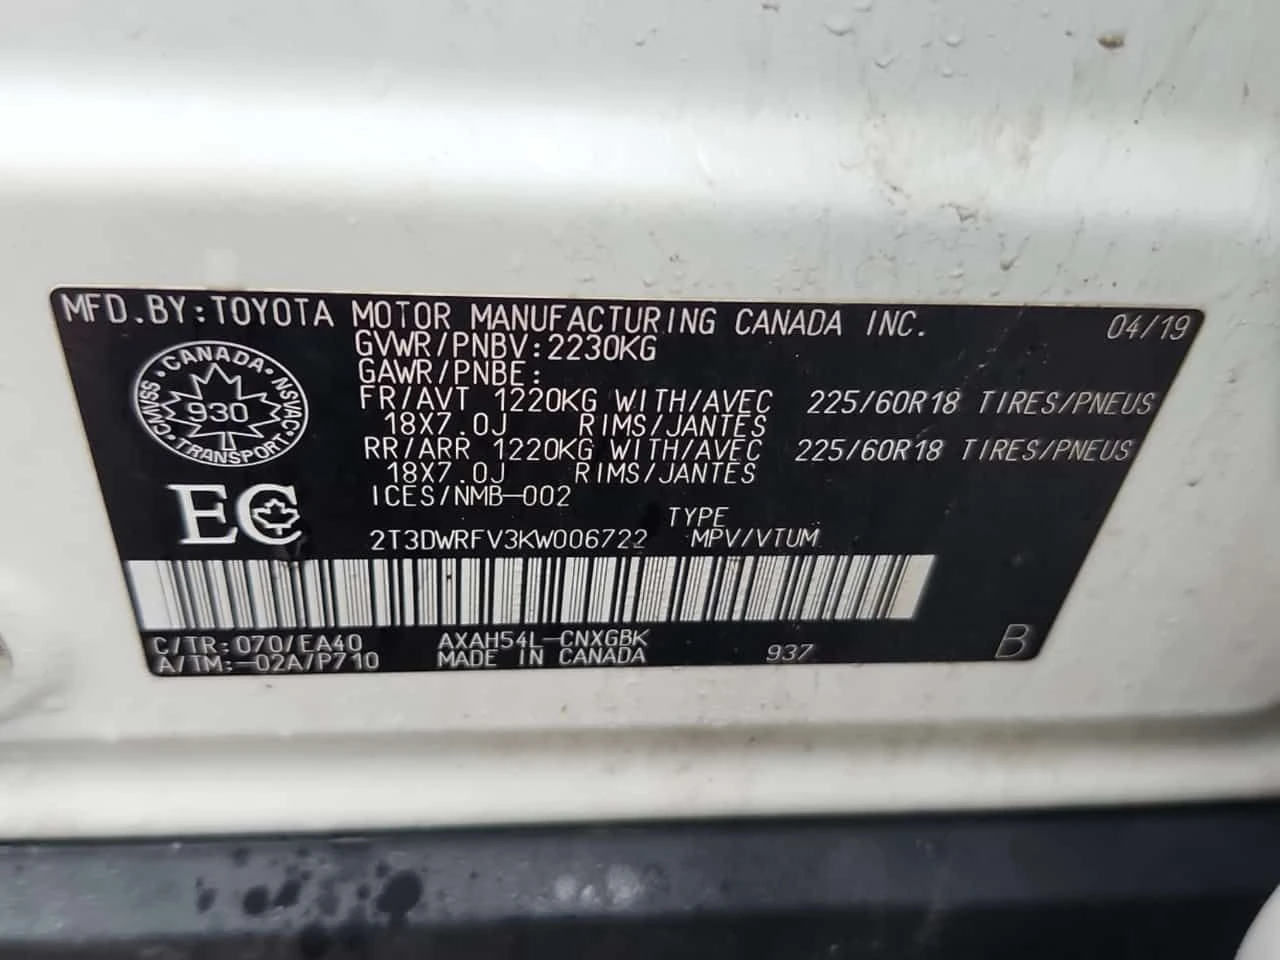 MFD.BY:TOYOTA MOTOR MANUFACTURING CANADA INC. 04/19
GVWR/PNBV:2230KG
GAWR/PNBE:
FR/AVT 1220KG WITH/AVEC 225/60R18 TIRES/PNEUS
18X7.0J RIMS/JANTES
RR/ARR 1220KG WITH/AVEC 225/60R18 TIRES/PNEUS
18X7.0J RIMS/JANTES
ICES/NMB-002
CANADA
CMVSS 930 NSVAC
TRANSPORT
EC
TYPE
2T3DWRFV3KW006722 MPV/VTUM
C/TR:070/EA40 AXAH54L-CNXGBK
A/TM:-02A/P710 MADE IN CANADA 937 B